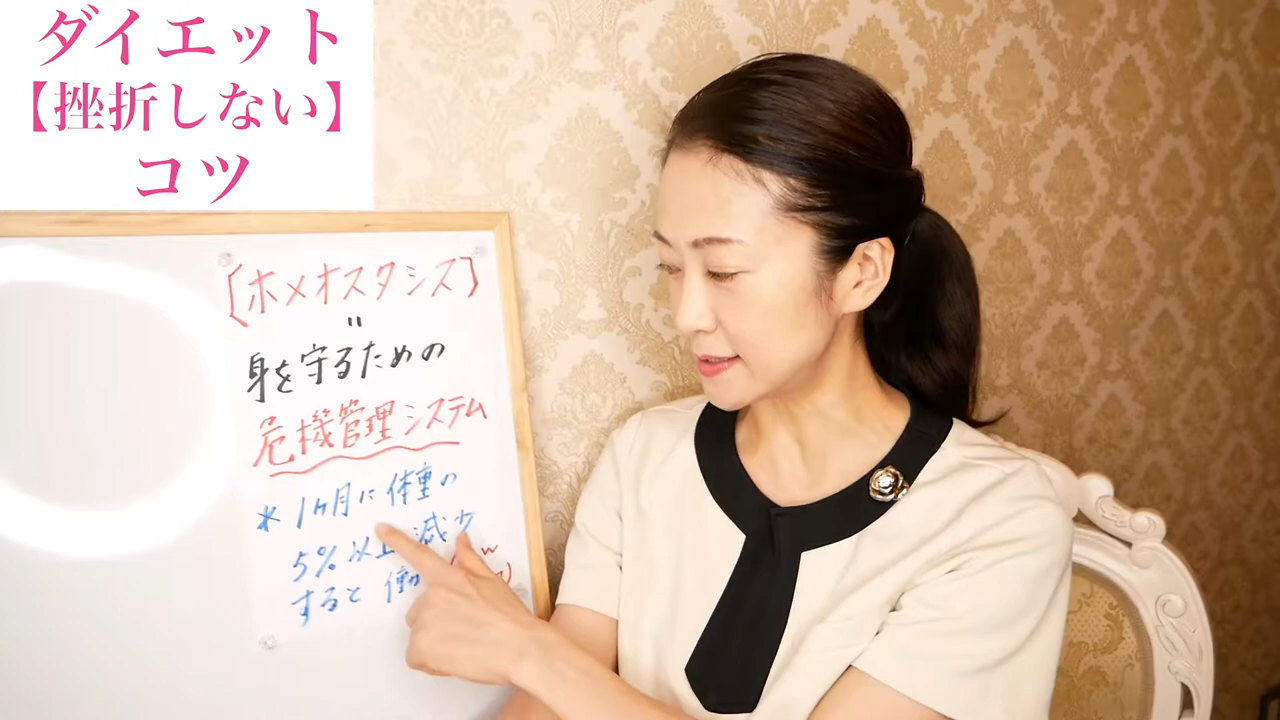 ダイエット
【挫折しない】
コツ
[ホメオスタシス]
=
身を守るための
危機管理システム
* 1ヶ月に体重の
5%以上減少
すると働